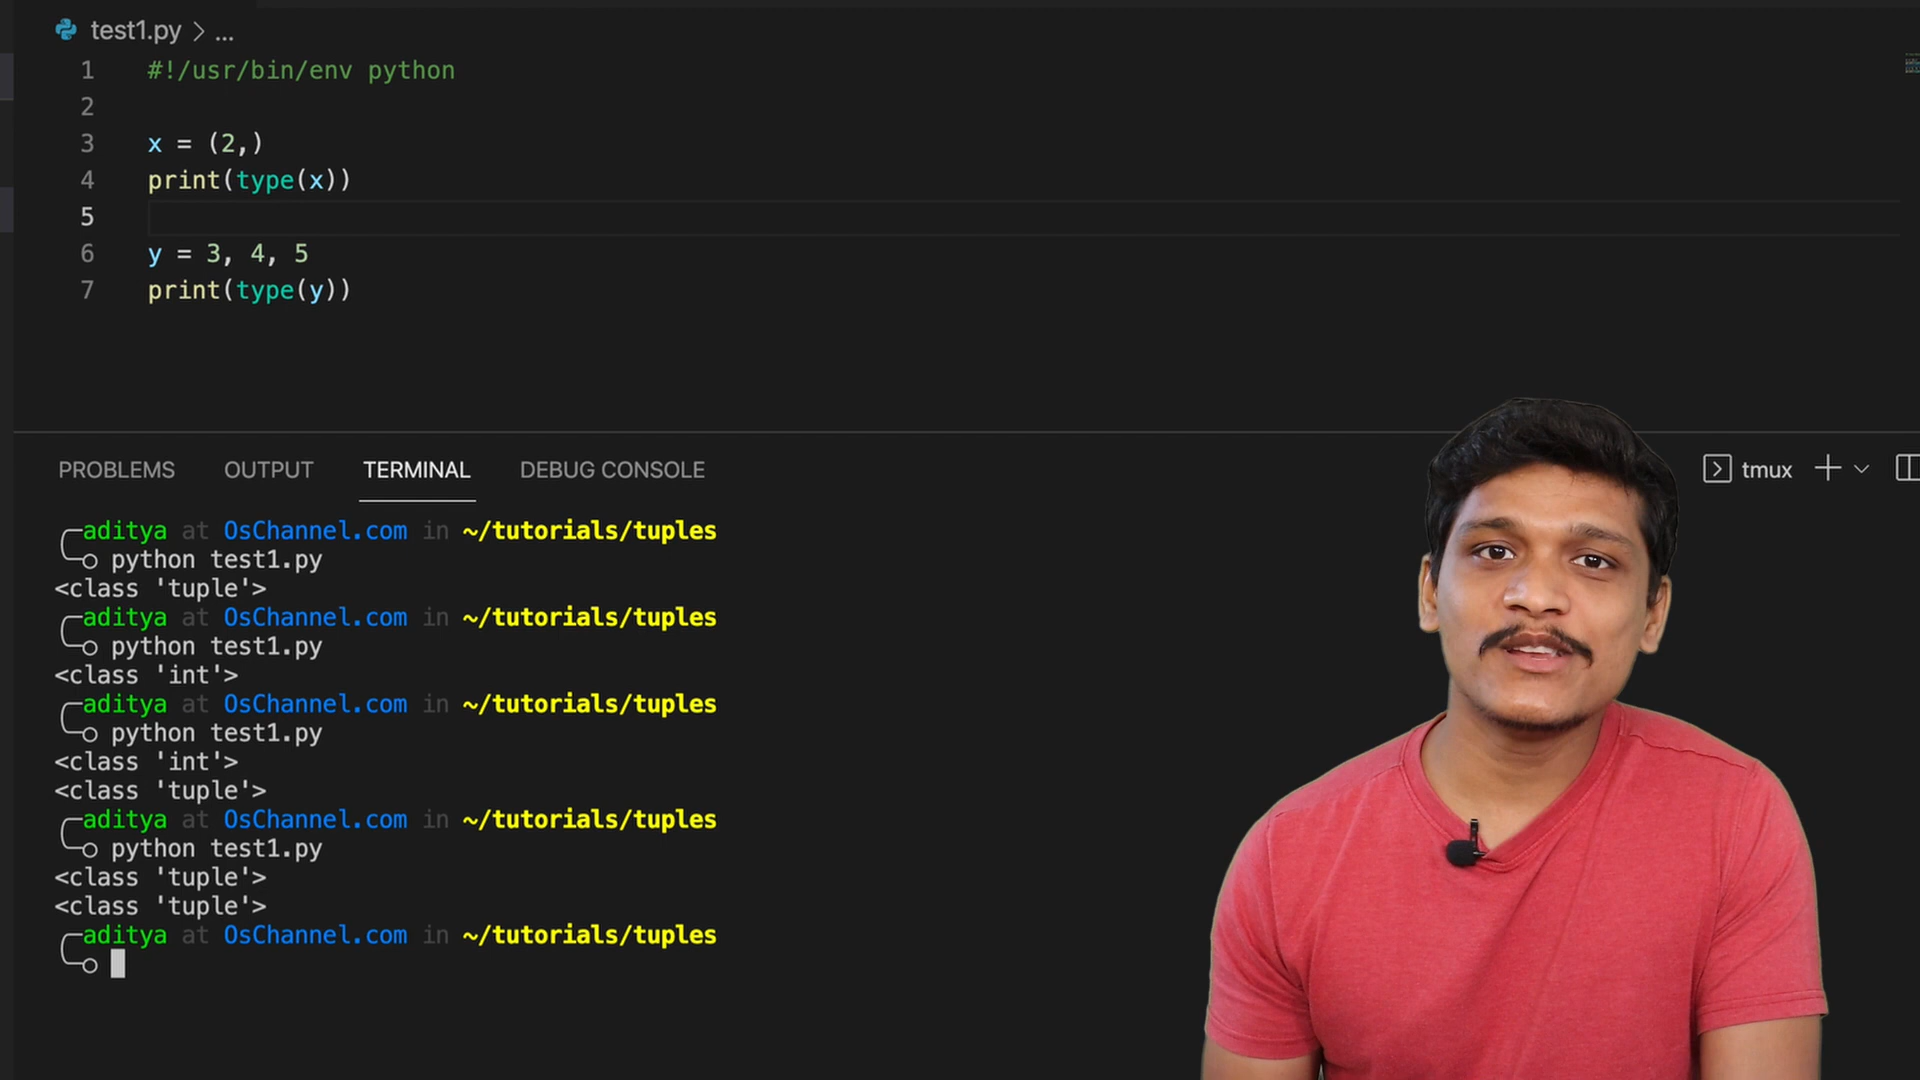 test1.py > ...
1 #!/usr/bin/env python
2
3 x = (2,)
4 print(type(x))
5
6 y = 3, 4, 5
7 print(type(y))
PROBLEMS OUTPUT TERMINAL DEBUG CONSOLE tmux
aditya at OsChannel.com in ~/tutorials/tuples
python test1.py
<class 'tuple'>
aditya at OsChannel.com in ~/tutorials/tuples
python test1.py
<class 'int'>
aditya at OsChannel.com in ~/tutorials/tuples
python test1.py
<class 'int'>
<class 'tuple'>
aditya at OsChannel.com in ~/tutorials/tuples
python test1.py
<class 'tuple'>
<class 'tuple'>
aditya at OsChannel.com in ~/tutorials/tuples